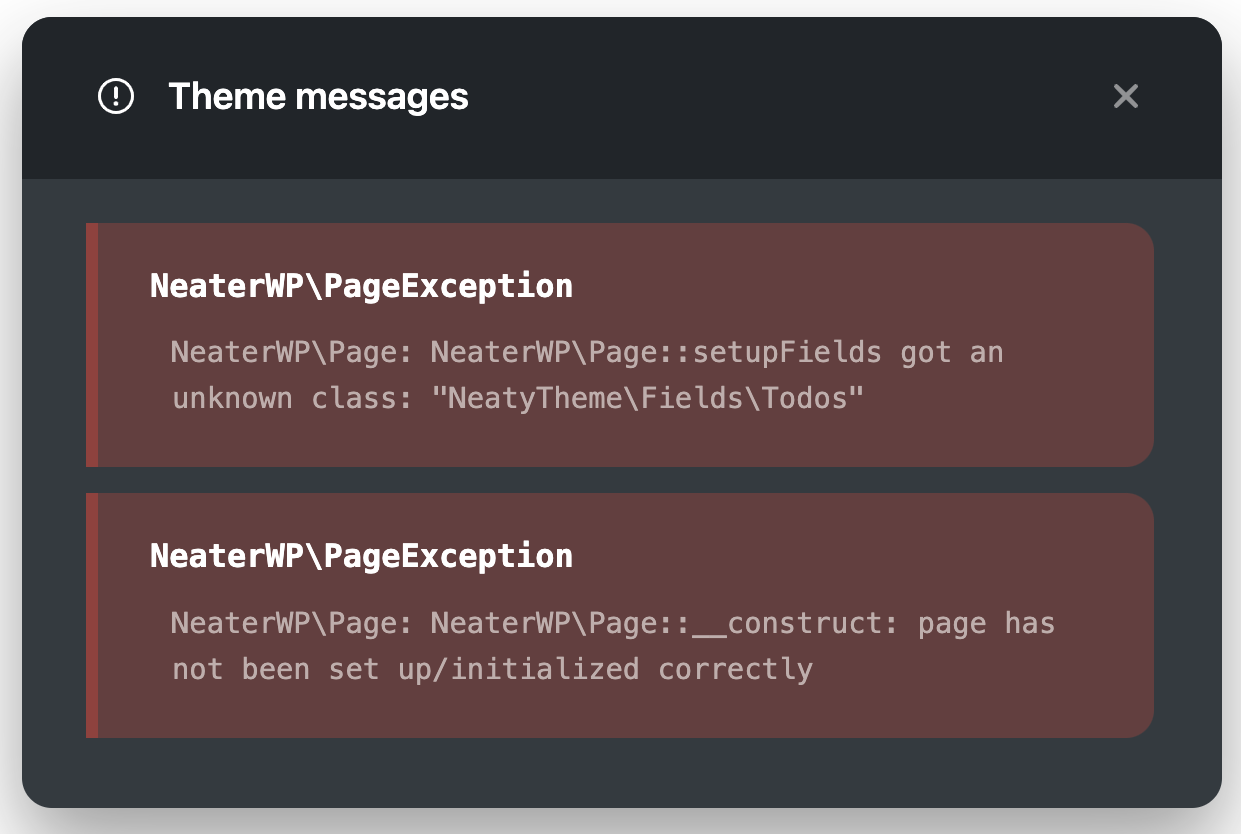 Theme messages
NeaterWP\PageException
NeaterWP\Page: NeaterWP\Page::setupFields got an
unknown class: "NeatyTheme\Fields\Todos"
NeaterWP\PageException
NeaterWP\Page: NeaterWP\Page::__construct: page has
not been set up/initialized correctly